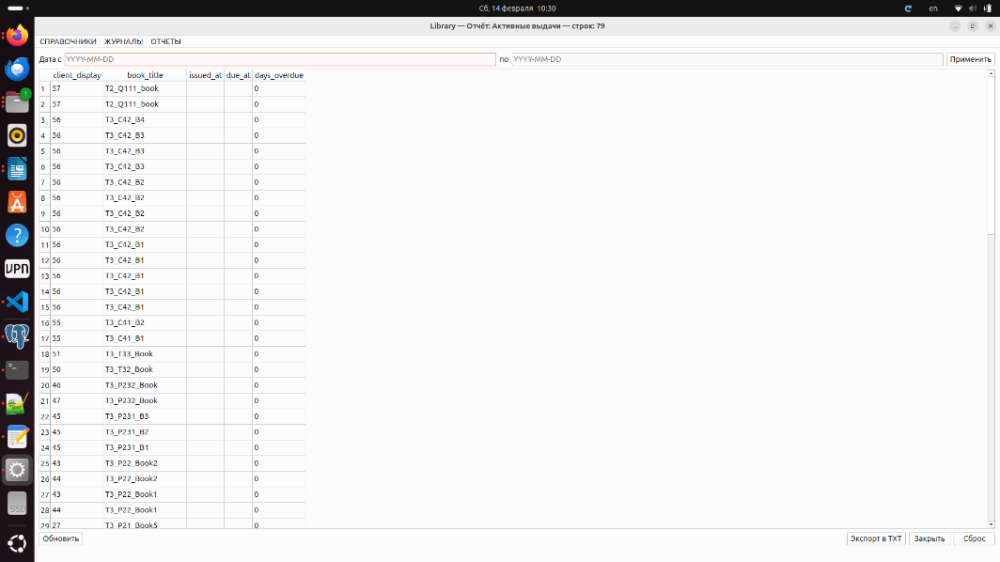 Сб, 14 февраля 10:30
en
Library — Отчёт: Активные выдачи — строк: 79
СПРАВОЧНИКИ ЖУРНАЛЫ ОТЧЕТЫ
Дата с YYYY-MM-DD по YYYY-MM-DD Применить
client_display book_title issued_at due_at days_overdue
1 57 T2_Q111_book 0
2 57 T2_Q111_book 0
3 56 T3_C42_B4 0
4 56 T3_C42_B3 0
5 56 T3_C42_B3 0
6 56 T3_C42_B3 0
7 56 T3_C42_B2 0
8 56 T3_C42_B2 0
9 56 T3_C42_B2 0
10 56 T3_C42_B2 0
11 56 T3_C42_B1 0
12 56 T3_C42_B1 0
13 56 T3_C42_B1 0
14 56 T3_C42_B1 0
15 56 T3_C42_B1 0
16 55 T3_C41_B2 0
17 55 T3_C41_B1 0
18 51 T3_T33_Book 0
19 50 T3_T32_Book 0
20 46 T3_P232_Book 0
21 47 T3_P232_Book 0
22 45 T3_P231_B3 0
23 45 T3_P231_B2 0
24 45 T3_P231_B1 0
25 43 T3_P22_Book2 0
26 44 T3_P22_Book2 0
27 43 T3_P22_Book1 0
28 44 T3_P22_Book1 0
29 27 T3_P21_Book5 0
Обновить Экспорт в TXT Закрыть Сброс
1
A
?
VPN
>_
SSD